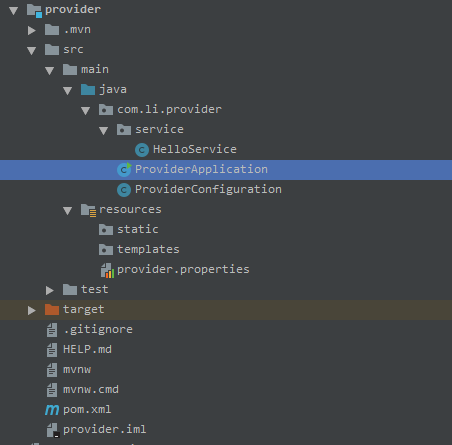 provider
.mvn
src
main
java
com.li.provider
service
HelloService
ProviderApplication
ProviderConfiguration
resources
static
templates
provider.properties
test
target
.gitignore
HELP.md
mvnw
mvnw.cmd
pom.xml
provider.iml